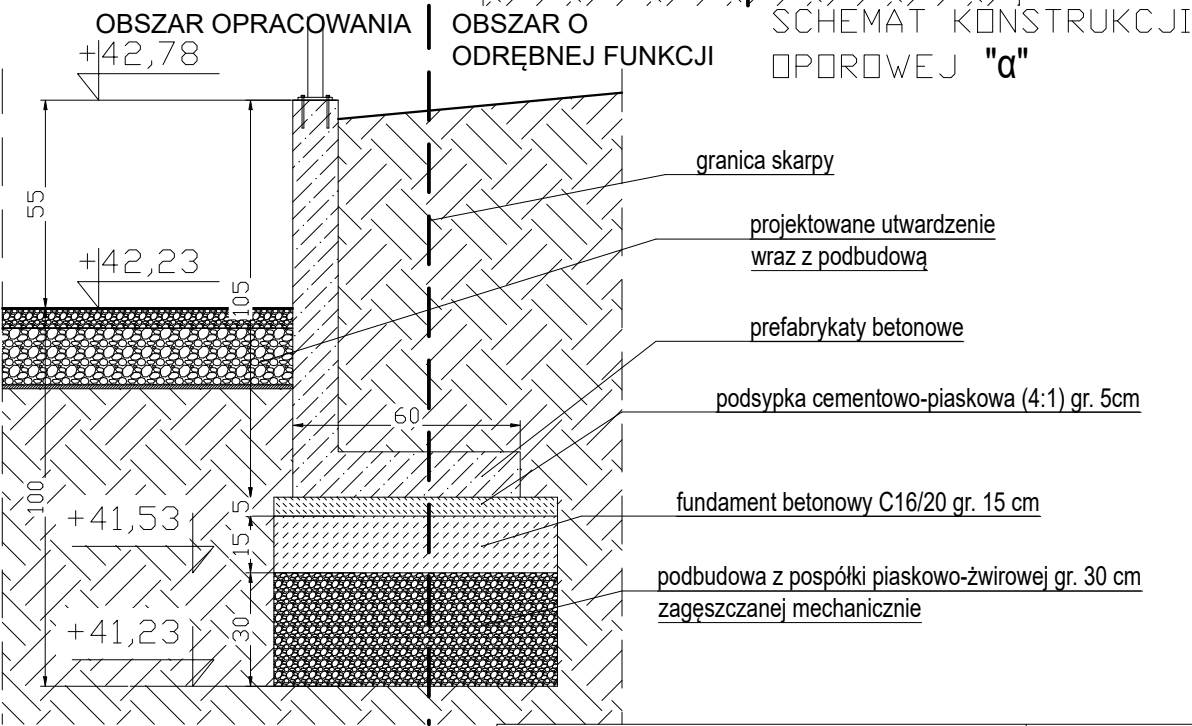 OBSZAR OPRACOWANIA
OBSZAR O
ODRĘBNEJ FUNKCJI
SCHEMAT KONSTRUKCJI
OPOROWEJ "α"
+42,78
55
+42,23
105
100
60
5
+41,53
15
+41,23
30
granica skarpy
projektowane utwardzenie
wraz z podbudową
prefabrykaty betonowe
podsypka cementowo-piaskowa (4:1) gr. 5cm
fundament betonowy C16/20 gr. 15 cm
podbudowa z pospółki piaskowo-żwirowej gr. 30 cm
zagęszczanej mechanicznie